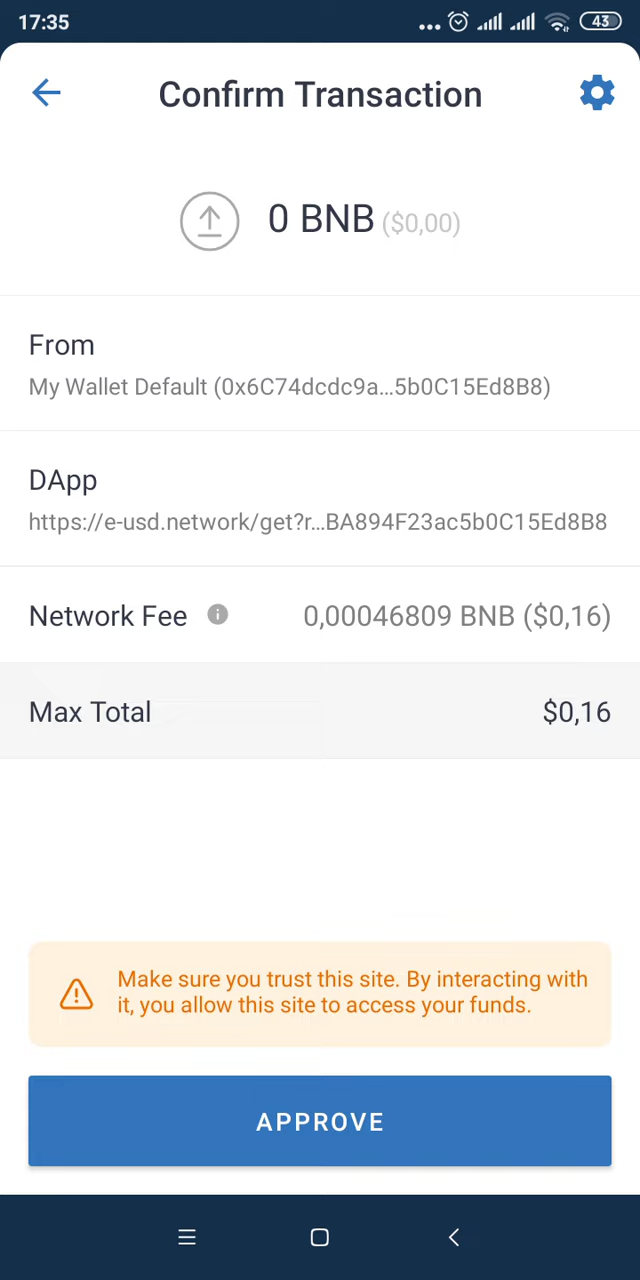 17:35
43
Confirm Transaction
0 BNB ($0,00)
From
My Wallet Default (0x6C74dcdc9a...5b0C15Ed8B8)
DApp
https://e-usd.network/get?r...BA894F23ac5b0C15Ed8B8
Network Fee 0,00046809 BNB ($0,16)
Max Total $0,16
Make sure you trust this site. By interacting with
it, you allow this site to access your funds.
APPROVE